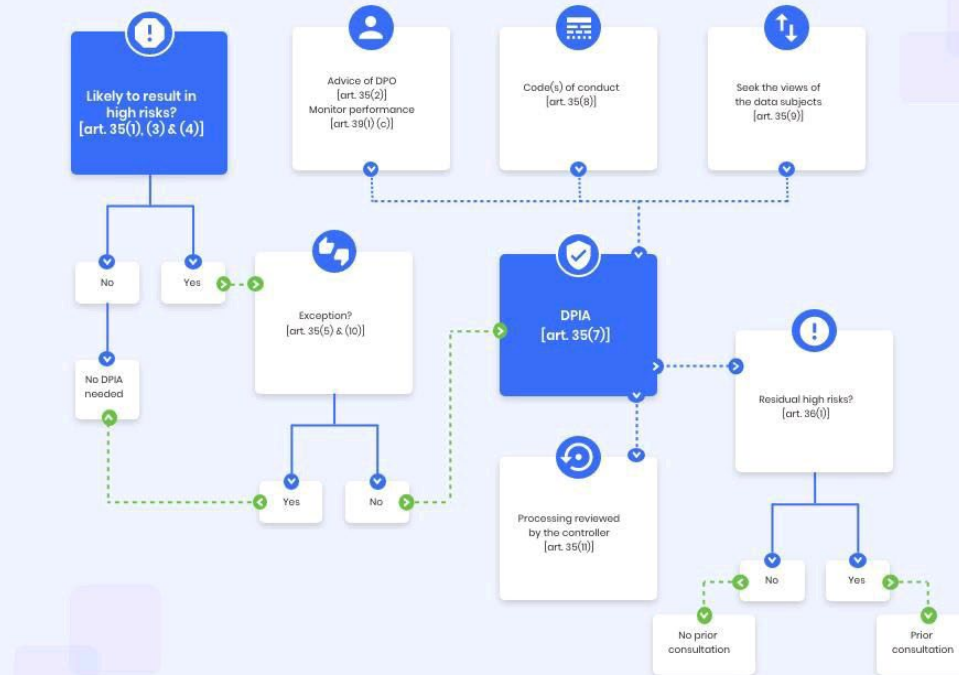 Likely to result in
high risks?
[art. 35(1), (3) & (4)]
Advice of DPO
[art. 35(2)]
Monitor performance
[art. 39(1) (c)]
Code(s) of conduct
[art. 35(8)]
Seek the views of
the data subjects
[art. 35(9)]
No
Yes
Exception?
[art. 35(5) & (10)]
DPIA
[art. 35(7)]
No DPIA
needed
Residual high risks?
[art. 36(1)]
Yes
No
Processing reviewed
by the controller
[art. 35(11)]
No
Yes
No prior
consultation
Prior
consultation